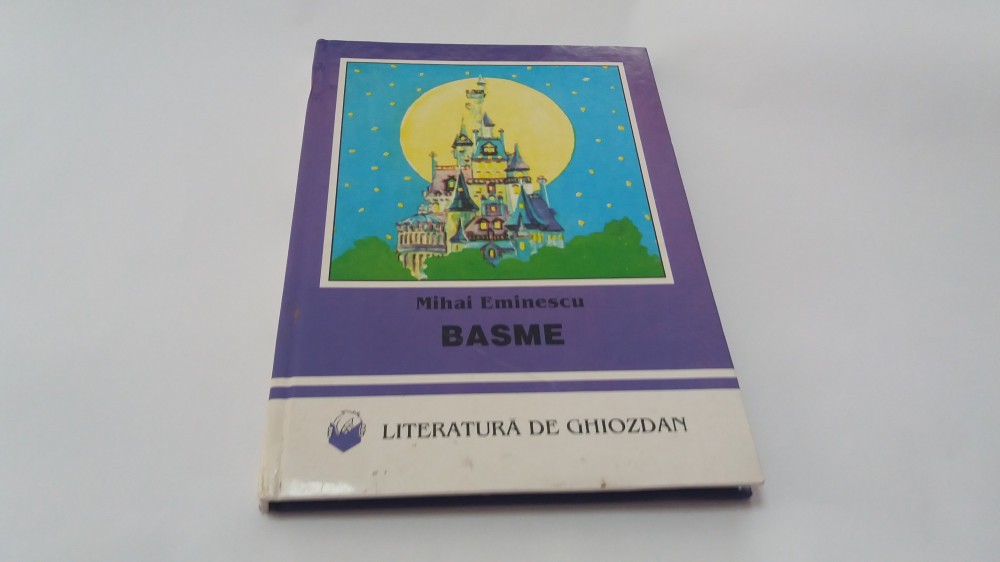 Mihai Eminescu
BASME
LITERATURĂ DE GHIOZDAN